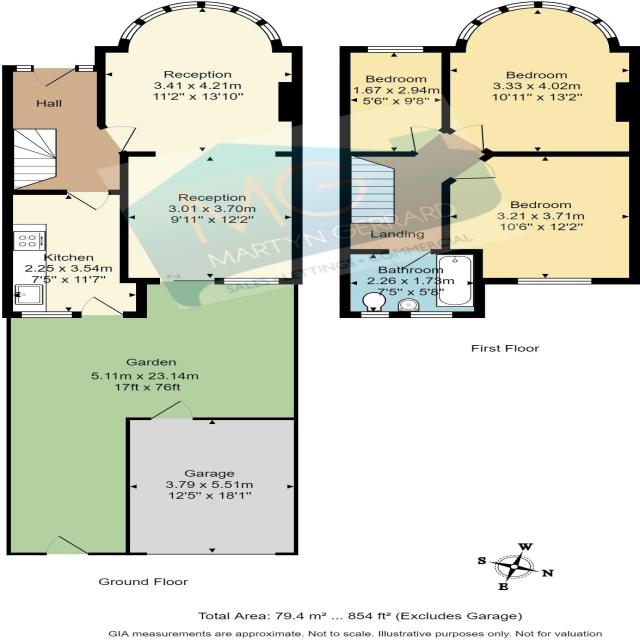 Reception
3.41 x 4.21m
11'2" x 13'10"
Hall
Reception
3.01 x 3.70m
9'11" x 12'2"
Kitchen
2.25 x 3.54m
7'5" x 11'7"
Garden
5.11m x 23.14m
17ft x 76ft
Garage
3.79 x 5.51m
12'5" x 18'1"
Ground Floor
Bedroom
1.67 x 2.94m
5'6" x 9'8"
Bedroom
3.33 x 4.02m
10'11" x 13'2"
Bedroom
3.21 x 3.71m
10'6" x 12'2"
Landing
Bathroom
2.26 x 1.73m
7'5" x 5'8"
First Floor
MG
MARTYN GERRARD
SALES LETTINGS & COMMERCIAL
W
S
N
E
Total Area: 79.4 m² ... 854 ft² (Excludes Garage)
GIA measurements are approximate. Not to scale. Illustrative purposes only. Not for valuation